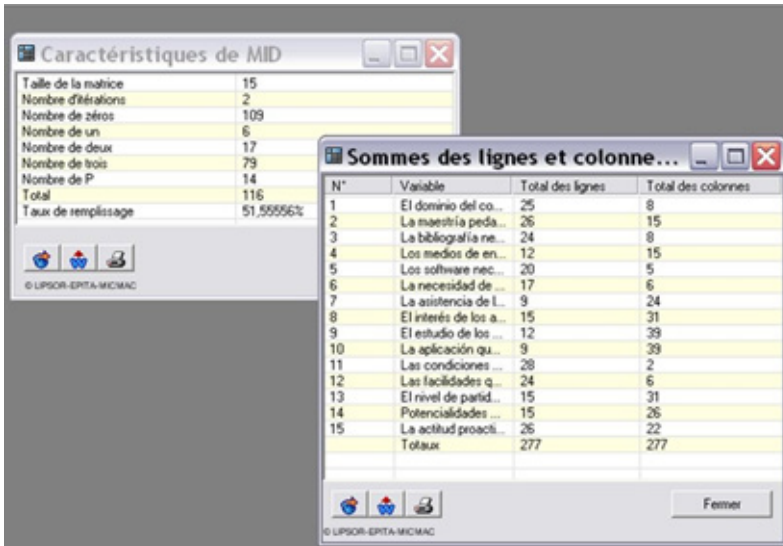 Caractéristiques de MID
Taille de la matrice 15
Nombre d'itérations 2
Nombre de zéros 109
Nombre de un 6
Nombre de deux 17
Nombre de trois 79
Nombre de P 14
Total 116
Taux de remplissage 51,55556%
© LIPSOR-EPITA-MICMAC
Sommes des lignes et colonne...
N° Variable Total des lignes Total des colonnes
1 El dominio del co... 25 8
2 La maestría peda... 26 15
3 La bibliografía ne... 24 8
4 Los medios de en... 12 15
5 Los software nec... 20 5
6 La necesidad de ... 17 6
7 La asistencia de l... 9 24
8 El interés de los a... 15 31
9 El estudio de los ... 12 39
10 La aplicación qu... 9 39
11 Las condiciones ... 28 2
12 Las facilidades q... 24 6
13 El nivel de partid... 15 31
14 Potencialidades ... 15 26
15 La actitud proacti... 26 22
Totaux 277 277
Fermer
© LIPSOR-EPITA-MICMAC